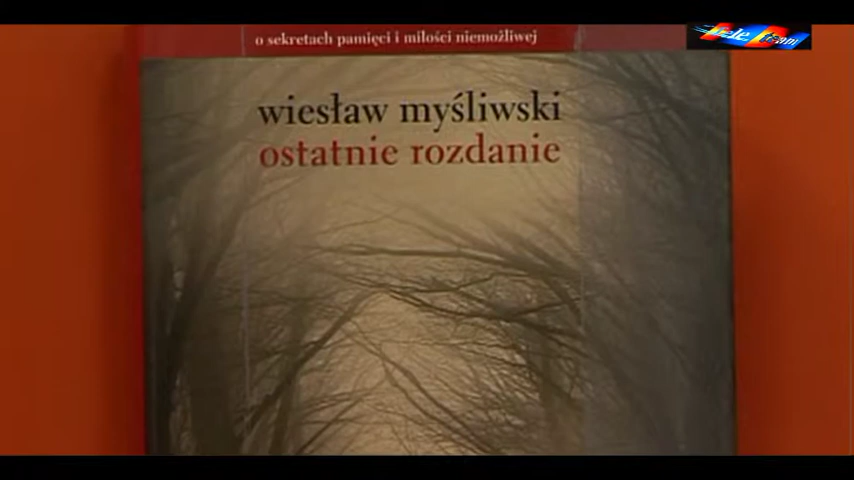 o sekretach pamięci i miłości niemożliwej
wiesław myśliwski
ostatnie rozdanie